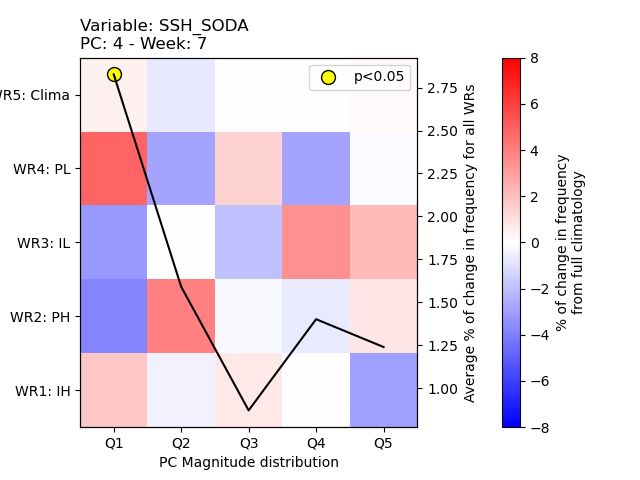 Variable: SSH_SODA
PC: 4 - Week: 7
p<0.05
WR5: Clima
WR4: PL
WR3: IL
WR2: PH
WR1: IH
Q1
Q2
Q3
Q4
Q5
PC Magnitude distribution
2.75
2.50
2.25
2.00
1.75
1.50
1.25
1.00
Average % of change in frequency for all WRs
8
6
4
2
0
−2
−4
−6
−8
% of change in frequency
from full climatology